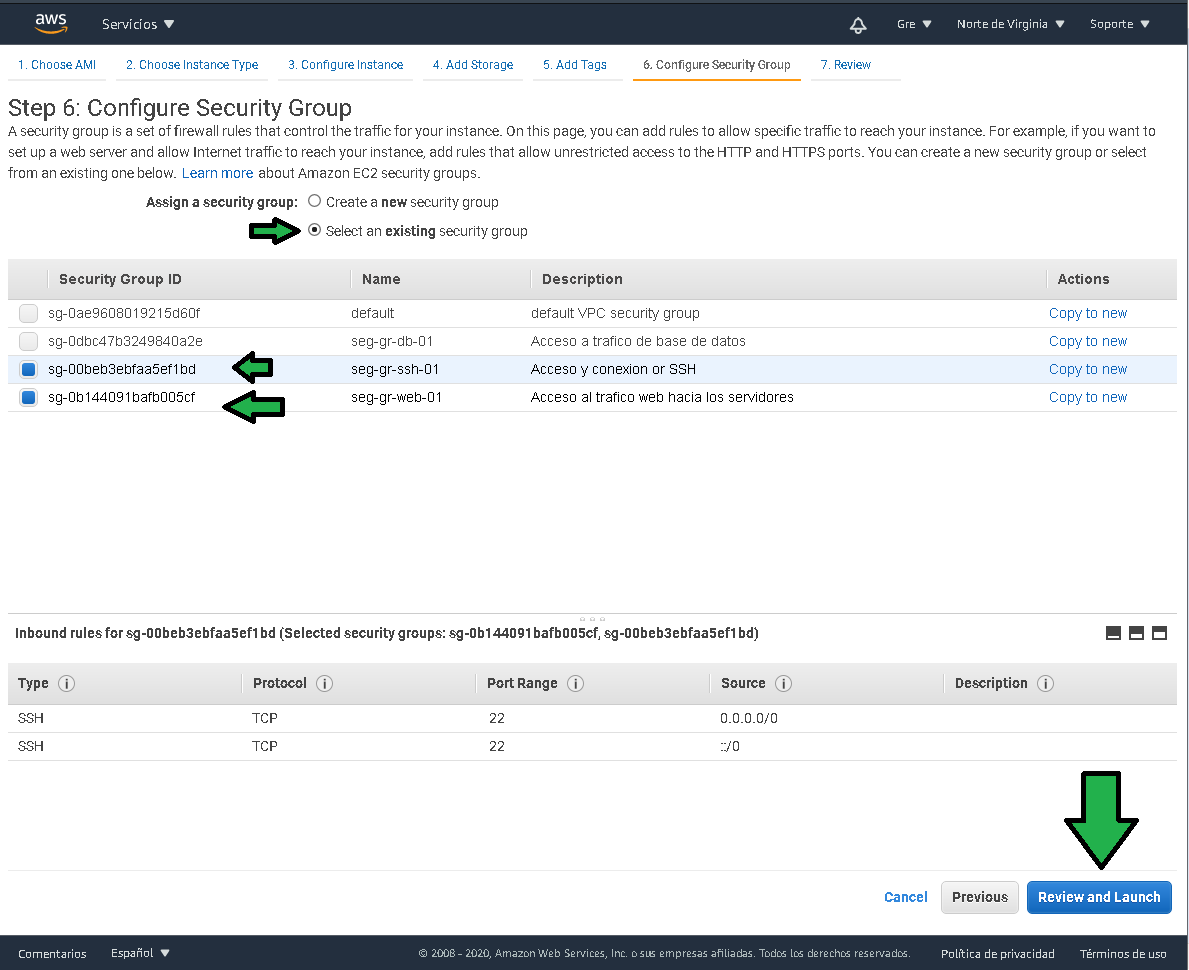 aws Servicios Gre Norte de Virginia Soporte
1. Choose AMI 2. Choose Instance Type 3. Configure Instance 4. Add Storage 5. Add Tags 6. Configure Security Group 7. Review
Step 6: Configure Security Group
A security group is a set of firewall rules that control the traffic for your instance. On this page, you can add rules to allow specific traffic to reach your instance. For example, if you want to
set up a web server and allow Internet traffic to reach your instance, add rules that allow unrestricted access to the HTTP and HTTPS ports. You can create a new security group or select
from an existing one below. Learn more about Amazon EC2 security groups.
Assign a security group: Create a new security group
Select an existing security group
Security Group ID Name Description Actions
sg-0ae9608019215d60f default default VPC security group Copy to new
sg-0dbc47b3249840a2e seg-gr-db-01 Acceso a trafico de base de datos Copy to new
sg-00beb3ebfaa5ef1bd seg-gr-ssh-01 Acceso y conexion or SSH Copy to new
sg-0b144091bafb005cf seg-gr-web-01 Acceso al trafico web hacia los servidores Copy to new
Inbound rules for sg-00beb3ebfaa5ef1bd (Selected security groups: sg-0b144091bafb005cf, sg-00beb3ebfaa5ef1bd)
Type Protocol Port Range Source Description
SSH TCP 22 0.0.0.0/0
SSH TCP 22 ::/0
Cancel Previous Review and Launch
Comentarios Español © 2008 - 2020, Amazon Web Services, Inc. o sus empresas afiliadas. Todos los derechos reservados. Política de privacidad Términos de uso